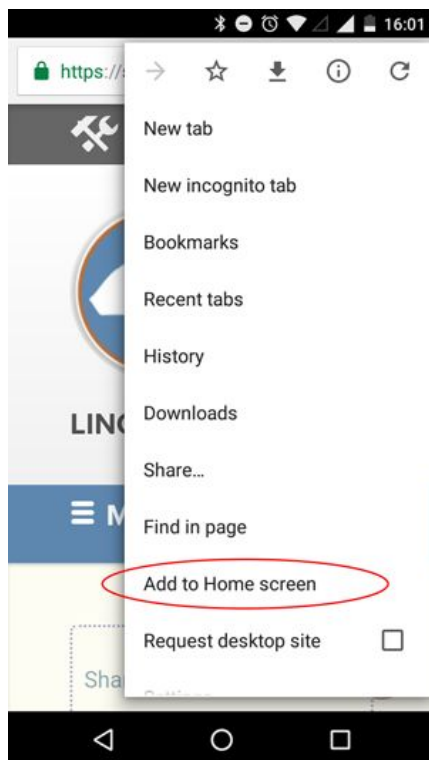 16:01
https://
New tab
New incognito tab
Bookmarks
Recent tabs
History
LIN
Downloads
Share...
M
Find in page
Add to Home screen
Request desktop site
Sha